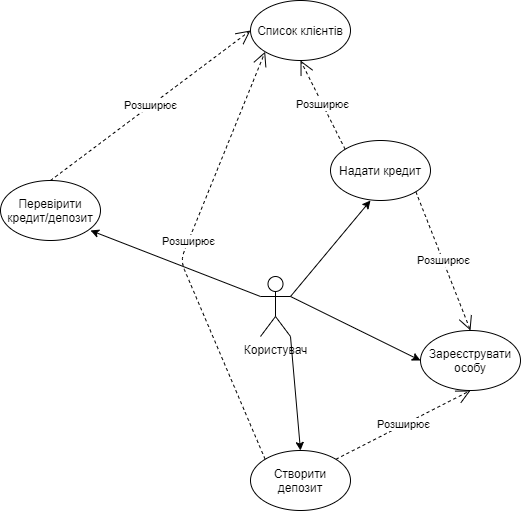 Список клієнтів
Розширює
Розширює
Надати кредит
Перевірити
кредит/депозит
Розширює
Розширює
Користувач
Зареєструвати
особу
Розширює
Створити
депозит